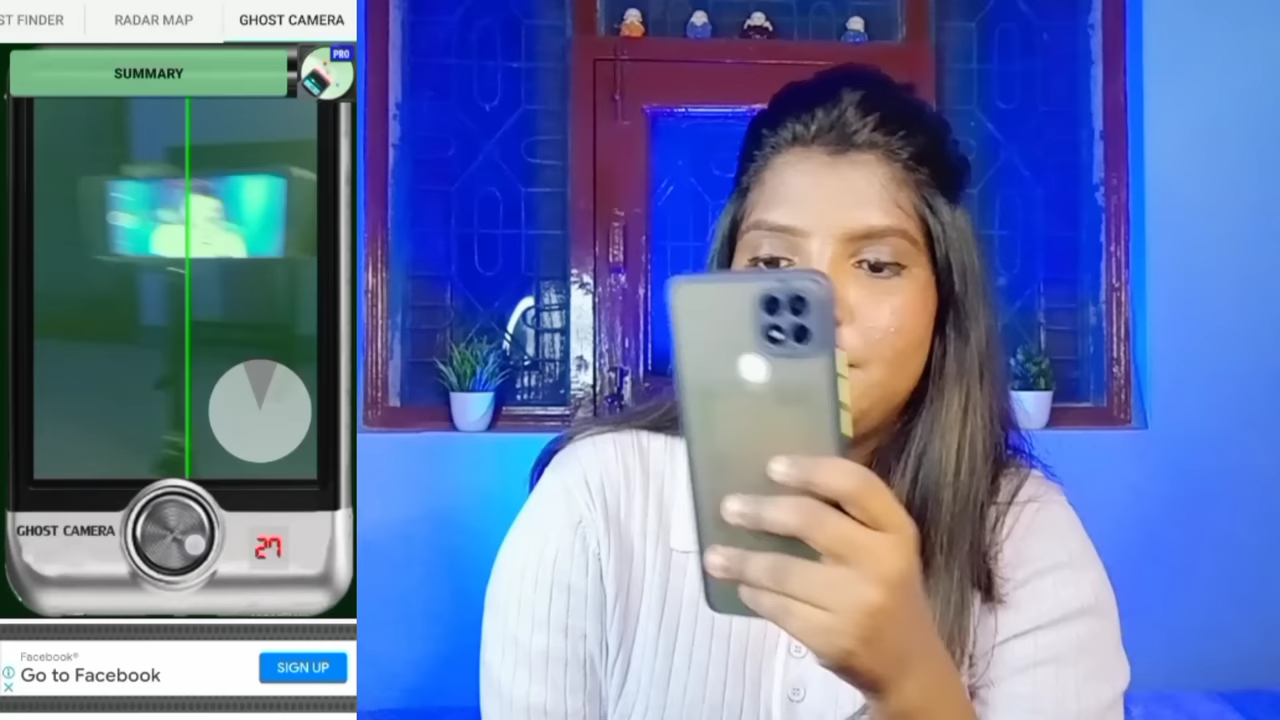 ST FINDER
RADAR MAP
GHOST CAMERA
SUMMARY
PRO
GHOST CAMERA
27
Facebook®
Go to Facebook
SIGN UP